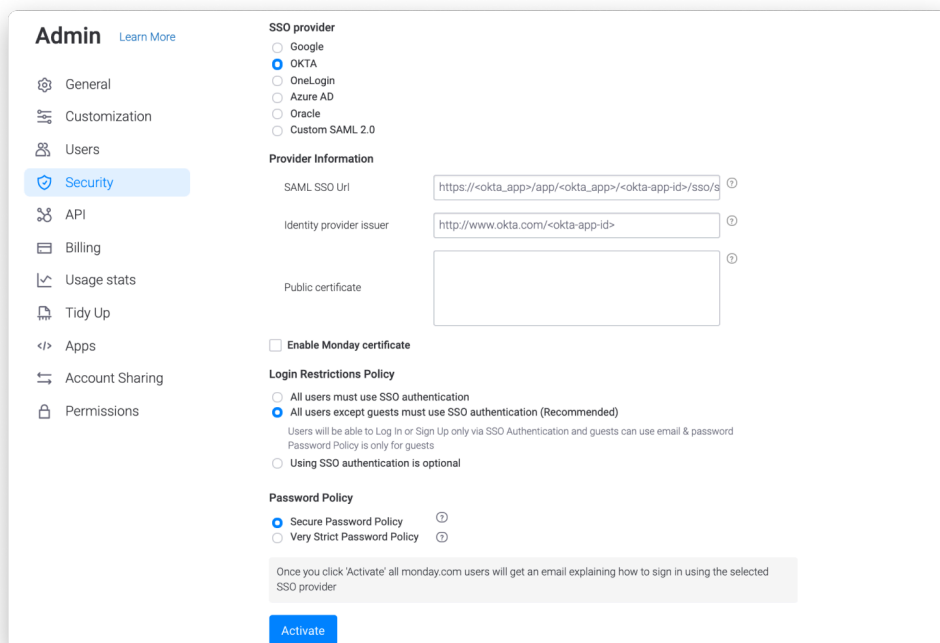 Admin Learn More
General
Customization
Users
Security
API
Billing
Usage stats
Tidy Up
Apps
Account Sharing
Permissions
SSO provider
Google
OKTA
OneLogin
Azure AD
Oracle
Custom SAML 2.0
Provider Information
SAML SSO Url https://<okta_app>/app/<okta_app>/<okta-app-id>/sso/s
Identity provider issuer http://www.okta.com/<okta-app-id>
Public certificate
Enable Monday certificate
Login Restrictions Policy
All users must use SSO authentication
All users except guests must use SSO authentication (Recommended)
Users will be able to Log In or Sign Up only via SSO Authentication and guests can use email & password
Password Policy is only for guests
Using SSO authentication is optional
Password Policy
Secure Password Policy
Very Strict Password Policy
Once you click 'Activate' all monday.com users will get an email explaining how to sign in using the selected
SSO provider
Activate